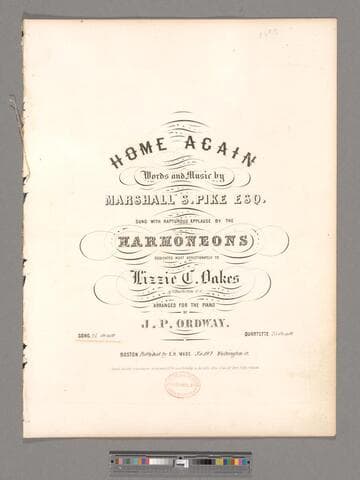 HOME AGAIN
Words and Music by
MARSHALL S. PIKE ESQ.
SUNG WITH RAPTUROUS APPLAUSE BY THE
HARMONEONS
DEDICATED MOST AFFECTIONATELY TO
Lizzie C. Oakes
ARRANGED FOR THE PIANO
BY
J. P. ORDWAY.
SONG
QUARTETTE
BOSTON Published by E.H. WADE Washington st.